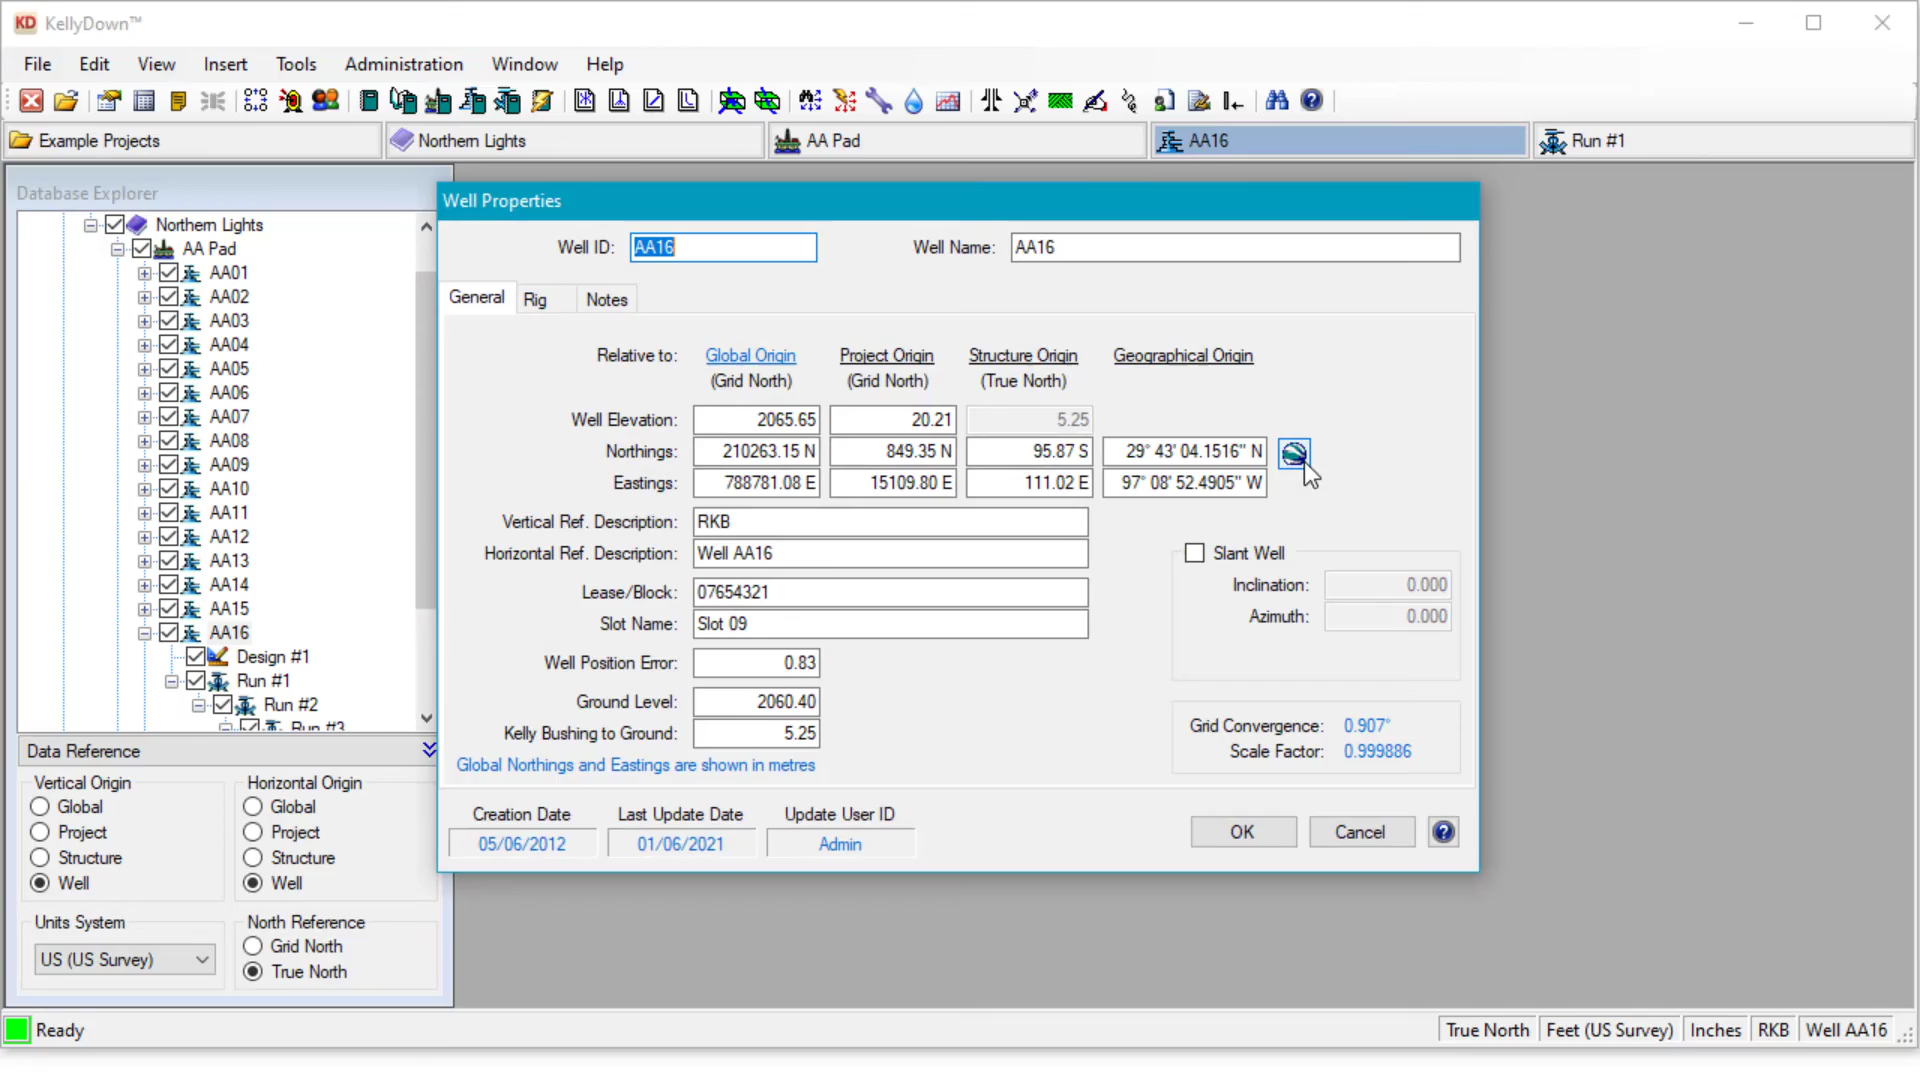 KD KellyDown™
File Edit View Insert Tools Administration Window Help
Example Projects Northern Lights AA Pad AA16 Run #1
Database Explorer
Northern Lights
AA Pad
AA01
AA02
AA03
AA04
AA05
AA06
AA07
AA08
AA09
AA10
AA11
AA12
AA13
AA14
AA15
AA16
Design #1
Run #1
Run #2
Run #3
Data Reference
Vertical Origin
Global
Project
Structure
Well
Horizontal Origin
Global
Project
Structure
Well
Units System
US (US Survey)
North Reference
Grid North
True North
Well Properties
Well ID: AA16 Well Name: AA16
General Rig Notes
Relative to: Global Origin Project Origin Structure Origin Geographical Origin
(Grid North) (Grid North) (True North)
Well Elevation: 2065.65 20.21 5.25
Northings: 210263.15 N 849.35 N 95.87 S 29° 43' 04.1516" N
Eastings: 788781.08 E 15109.80 E 111.02 E 97° 08' 52.4905" W
Vertical Ref. Description: RKB
Horizontal Ref. Description: Well AA16
Lease/Block: 07654321
Slot Name: Slot 09
Well Position Error: 0.83
Ground Level: 2060.40
Kelly Bushing to Ground: 5.25
Global Northings and Eastings are shown in metres
Slant Well
Inclination: 0.000
Azimuth: 0.000
Grid Convergence: 0.907°
Scale Factor: 0.999886
Creation Date Last Update Date Update User ID
05/06/2012 01/06/2021 Admin
OK Cancel
Ready
True North Feet (US Survey) Inches RKB Well AA16